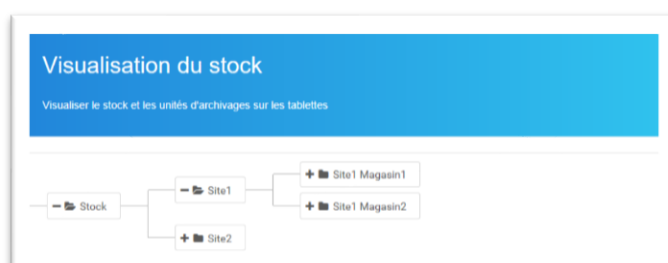 Visualisation du stock
Visualiser le stock et les unités d'archivages sur les tablettes
Site1 Magasin1
Site1
Stock
Site1 Magasin2
Site2